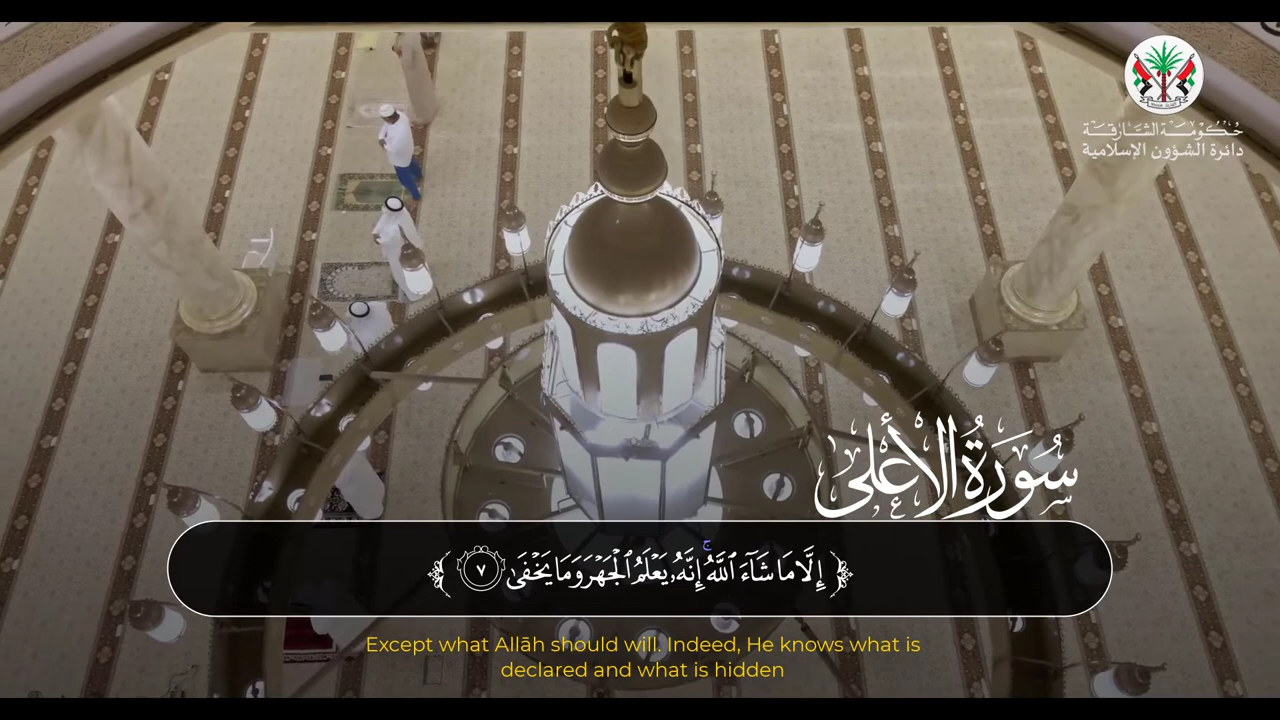 حكومة الشارقة
دائرة الشؤون الإسلامية
سُورَةُ الأَعْلَى
﴿ إِلَّا مَا شَآءَ ٱللَّهُ ۚ إِنَّهُۥ يَعْلَمُ ٱلْجَهْرَ وَمَا يَخْفَىٰ ٧ ﴾
Except what Allāh should will. Indeed, He knows what is
declared and what is hidden